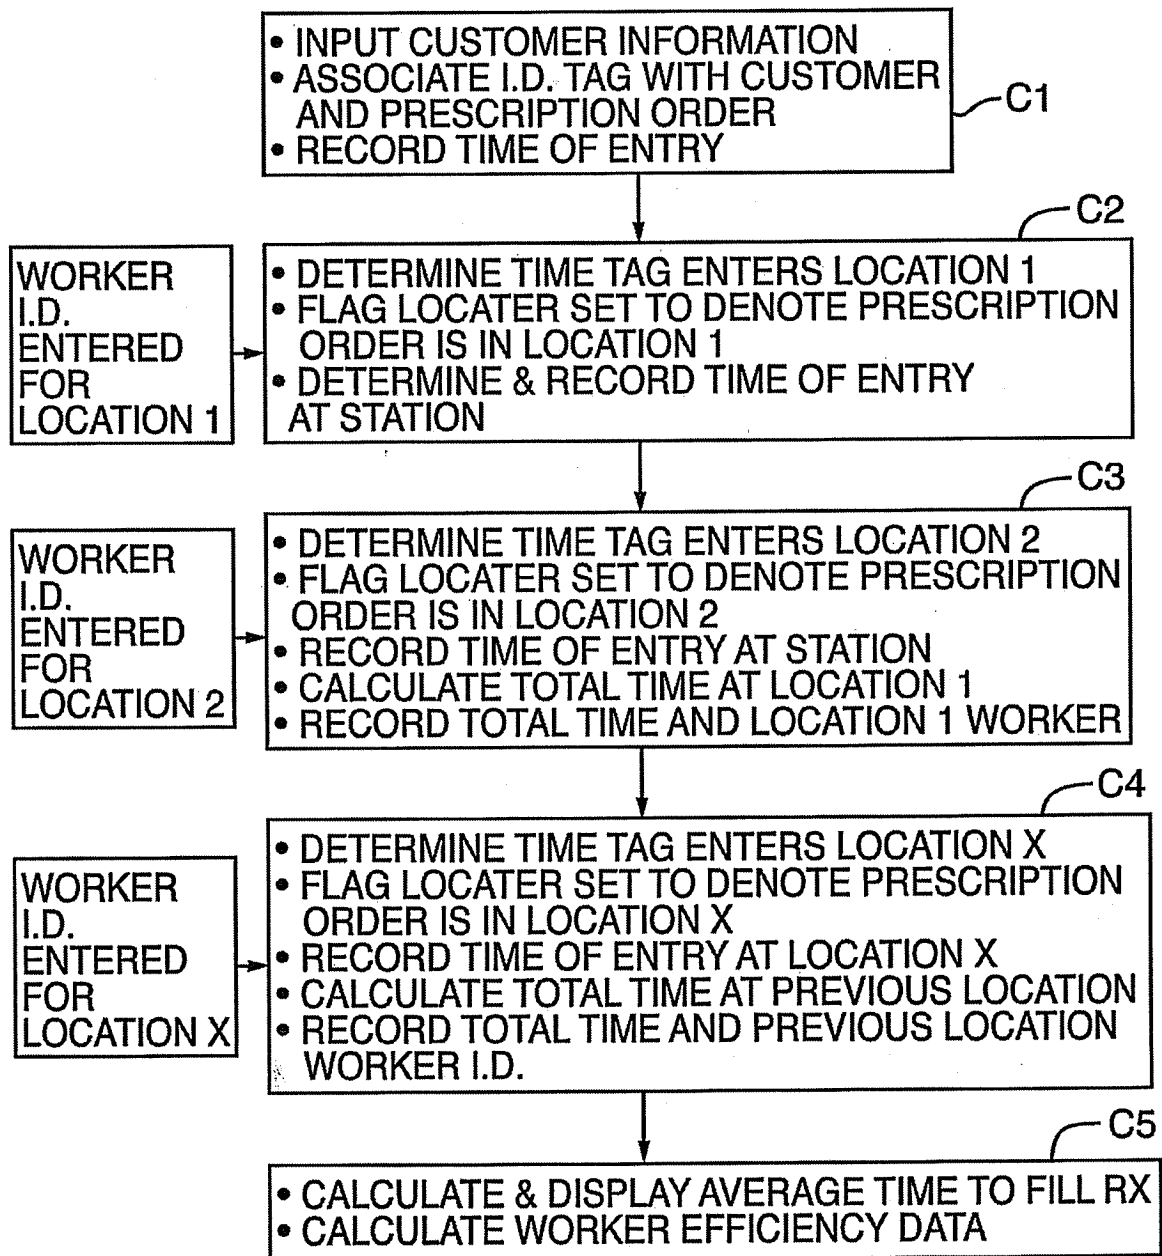 • INPUT CUSTOMER INFORMATION
• ASSOCIATE I.D. TAG WITH CUSTOMER
AND PRESCRIPTION ORDER
• RECORD TIME OF ENTRY
C1
C2
WORKER
I.D.
ENTERED
FOR
LOCATION 1
• DETERMINE TIME TAG ENTERS LOCATION 1
• FLAG LOCATER SET TO DENOTE PRESCRIPTION
ORDER IS IN LOCATION 1
• DETERMINE & RECORD TIME OF ENTRY
AT STATION
C3
WORKER
I.D.
ENTERED
FOR
LOCATION 2
• DETERMINE TIME TAG ENTERS LOCATION 2
• FLAG LOCATER SET TO DENOTE PRESCRIPTION
ORDER IS IN LOCATION 2
• RECORD TIME OF ENTRY AT STATION
• CALCULATE TOTAL TIME AT LOCATION 1
• RECORD TOTAL TIME AND LOCATION 1 WORKER
C4
WORKER
I.D.
ENTERED
FOR
LOCATION X
• DETERMINE TIME TAG ENTERS LOCATION X
• FLAG LOCATER SET TO DENOTE PRESCRIPTION
ORDER IS IN LOCATION X
• RECORD TIME OF ENTRY AT LOCATION X
• CALCULATE TOTAL TIME AT PREVIOUS LOCATION
• RECORD TOTAL TIME AND PREVIOUS LOCATION
WORKER I.D.
C5
• CALCULATE & DISPLAY AVERAGE TIME TO FILL RX
• CALCULATE WORKER EFFICIENCY DATA